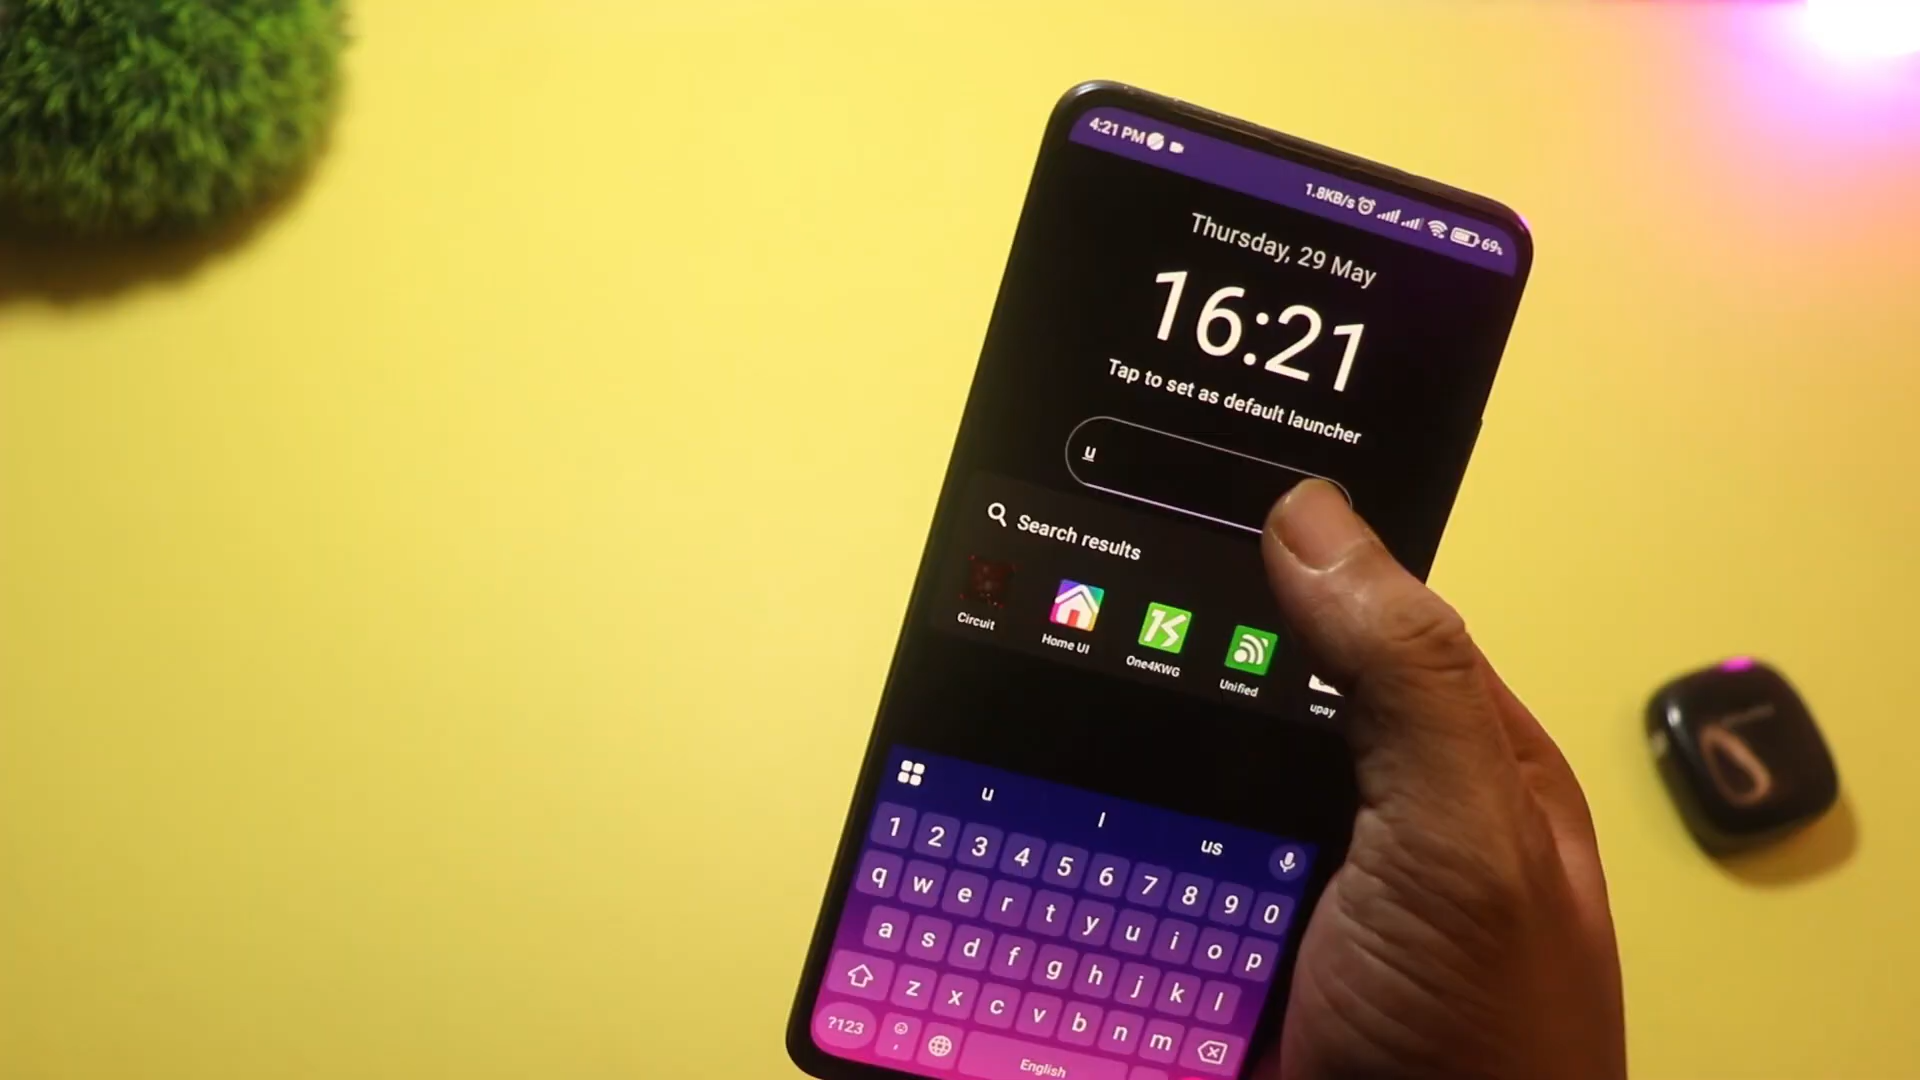 4:21 PM
1.8KB/s 69%
Thursday, 29 May
16:21
Tap to set as default launcher
u
Search results
Circuit Home UI One4KWG Unified upay
u I us
1 2 3 4 5 6 7 8 9 0
q w e r t y u i o p
a s d f g h j k l
z x c v b n m
?123 , English